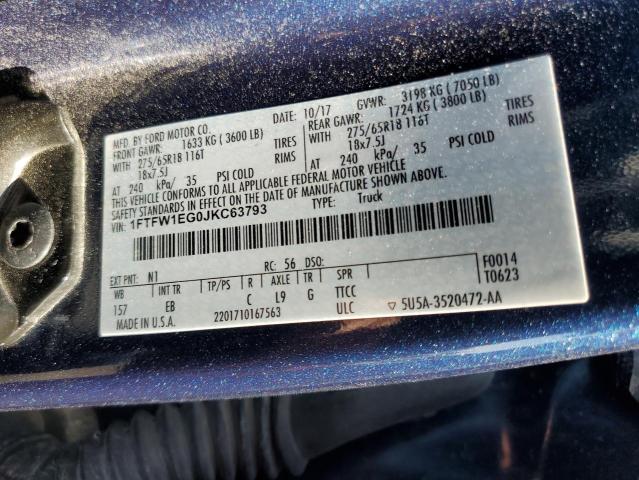 MFD. BY FORD MOTOR CO.
DATE: 10/17 GVWR: 3198 KG ( 7050 LB)
FRONT GAWR: 1633 KG ( 3600 LB) REAR GAWR: 1724 KG ( 3800 LB)
WITH 275/65R18 116T TIRES WITH 275/65R18 116T TIRES
18x7.5J RIMS 18x7.5J RIMS
AT 240 kPa/ 35 PSI COLD AT 240 kPa/ 35 PSI COLD
THIS VEHICLE CONFORMS TO ALL APPLICABLE FEDERAL MOTOR VEHICLE
SAFETY STANDARDS IN EFFECT ON THE DATE OF MANUFACTURE SHOWN ABOVE.
VIN: 1FTFW1EG0JKC63793 TYPE: Truck
EXT PNT: N1 RC: 56 DSO: F0014
WB INT TR TP/PS R AXLE TR SPR T0623
157 EB C L9 G TTCC
MADE IN U.S.A. 2201710167563 ULC 5U5A-3520472-AA